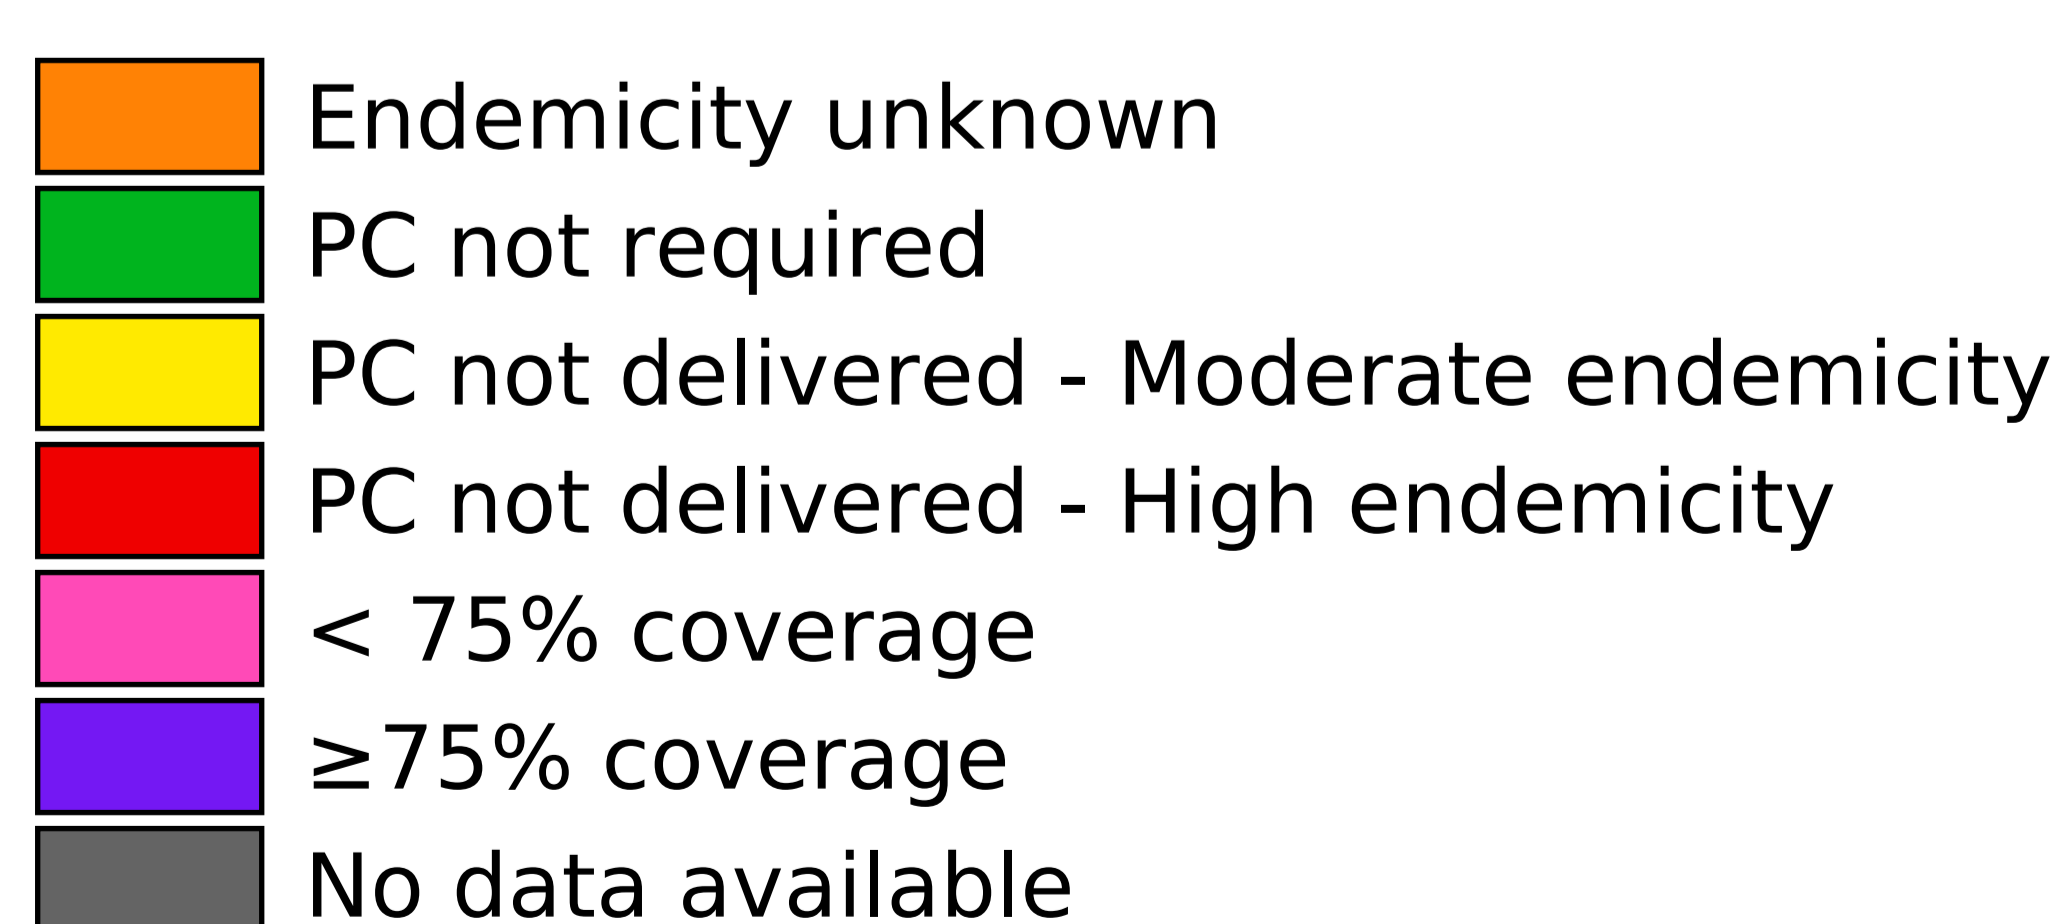 Endemicity unknown
PC not required
PC not delivered - Moderate endemicity
PC not delivered - High endemicity
< 75% coverage
≥75% coverage
No data available